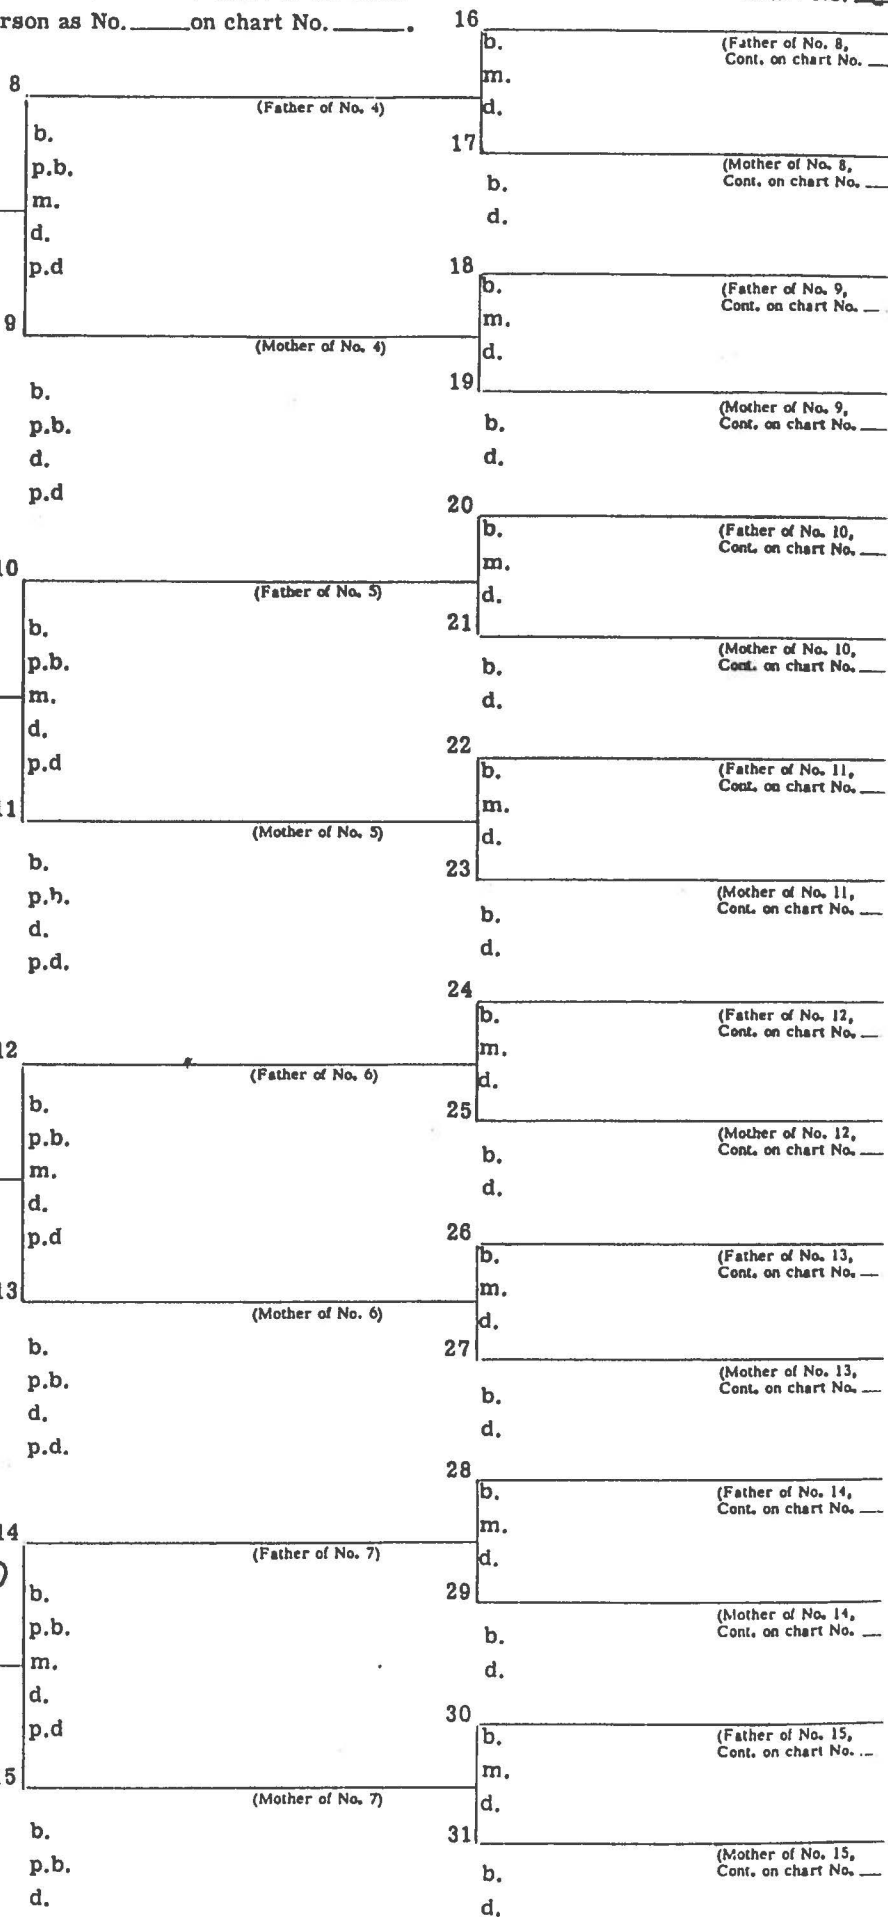 rson as No. ____ on chart No. ____.
8
(Father of No. 4)
b.
p.b.
m.
d.
p.d
9
(Mother of No. 4)
b.
p.b.
d.
p.d
10
(Father of No. 5)
b.
p.b.
m.
d.
p.d
11
(Mother of No. 5)
b.
p.b.
d.
p.d.
12
(Father of No. 6)
b.
p.b.
m.
d.
p.d
13
(Mother of No. 6)
b.
p.b.
d.
p.d.
14
(Father of No. 7)
b.
p.b.
m.
d.
p.d
15
(Mother of No. 7)
b.
p.b.
d.
16
b.
(Father of No. 8,
Cont. on chart No. __
m.
d.
17
(Mother of No. 8,
Cont. on chart No. __
b.
d.
18
b.
(Father of No. 9,
Cont. on chart No. __
m.
d.
19
(Mother of No. 9,
Cont. on chart No. __
b.
d.
20
b.
(Father of No. 10,
Cont. on chart No. __
m.
d.
21
(Mother of No. 10,
Cont. on chart No. __
b.
d.
22
b.
(Father of No. 11,
Cont. on chart No. __
m.
d.
23
(Mother of No. 11,
Cont. on chart No. __
b.
d.
24
b.
(Father of No. 12,
Cont. on chart No. __
m.
d.
25
(Mother of No. 12,
Cont. on chart No. __
b.
d.
26
b.
(Father of No. 13,
Cont. on chart No. __
m.
d.
27
(Mother of No. 13,
Cont. on chart No. __
b.
d.
28
b.
(Father of No. 14,
Cont. on chart No. __
m.
d.
29
(Mother of No. 14,
Cont. on chart No. __
b.
d.
30
b.
(Father of No. 15,
Cont. on chart No. __
m.
d.
31
(Mother of No. 15,
Cont. on chart No. __
b.
d.